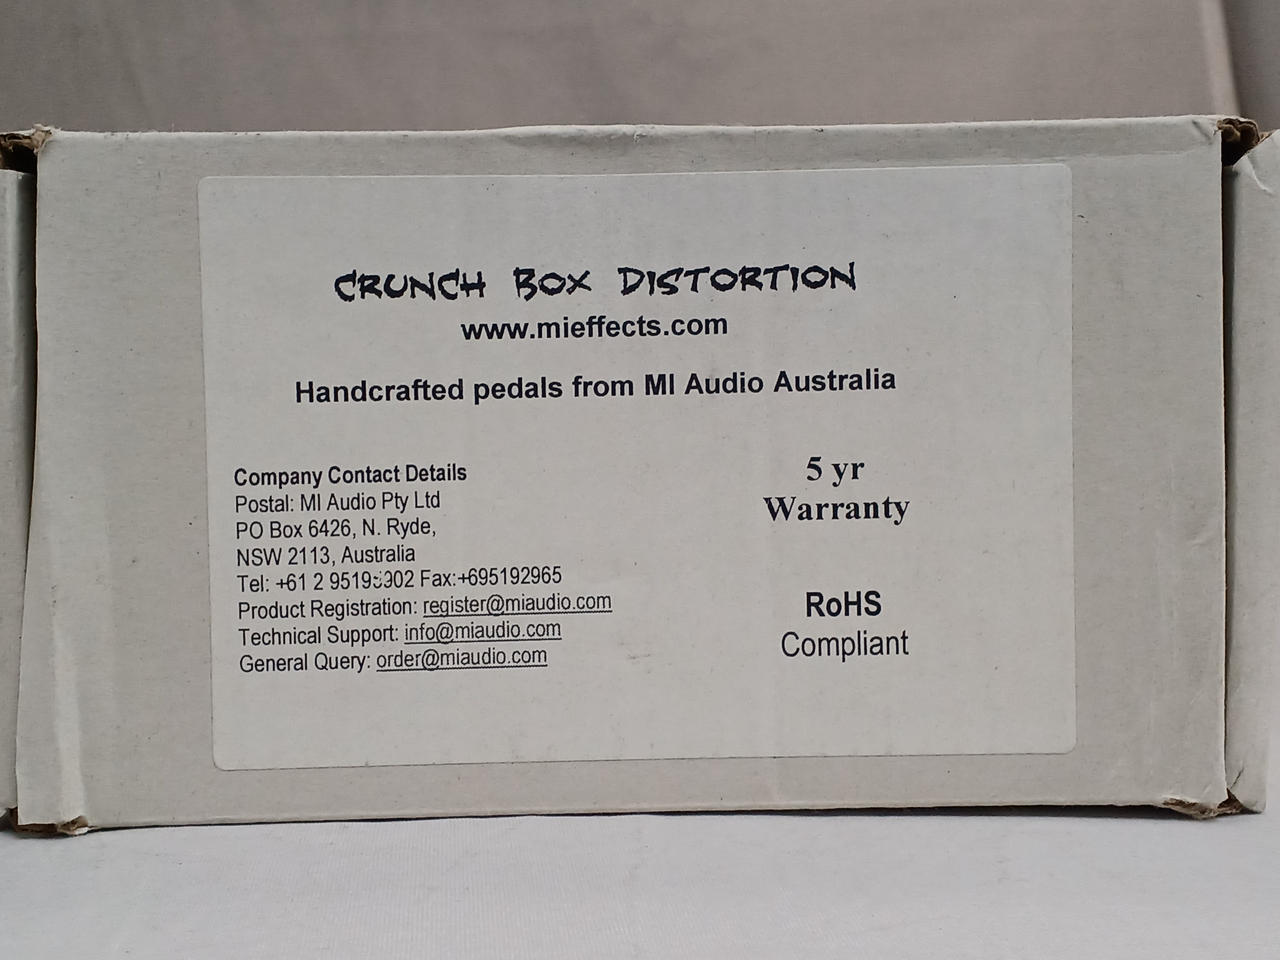 CRUNCH BOX DISTORTION
www.mieffects.com
Handcrafted pedals from MI Audio Australia
Company Contact Details
Postal: MI Audio Pty Ltd
PO Box 6426, N. Ryde,
NSW 2113, Australia
Tel: +61 2 Fax:+695192965
Product Registration: register@miaudio.com
Technical Support: info@miaudio.com
General Query: order@miaudio.com
5 yr
Warranty
RoHS
Compliant